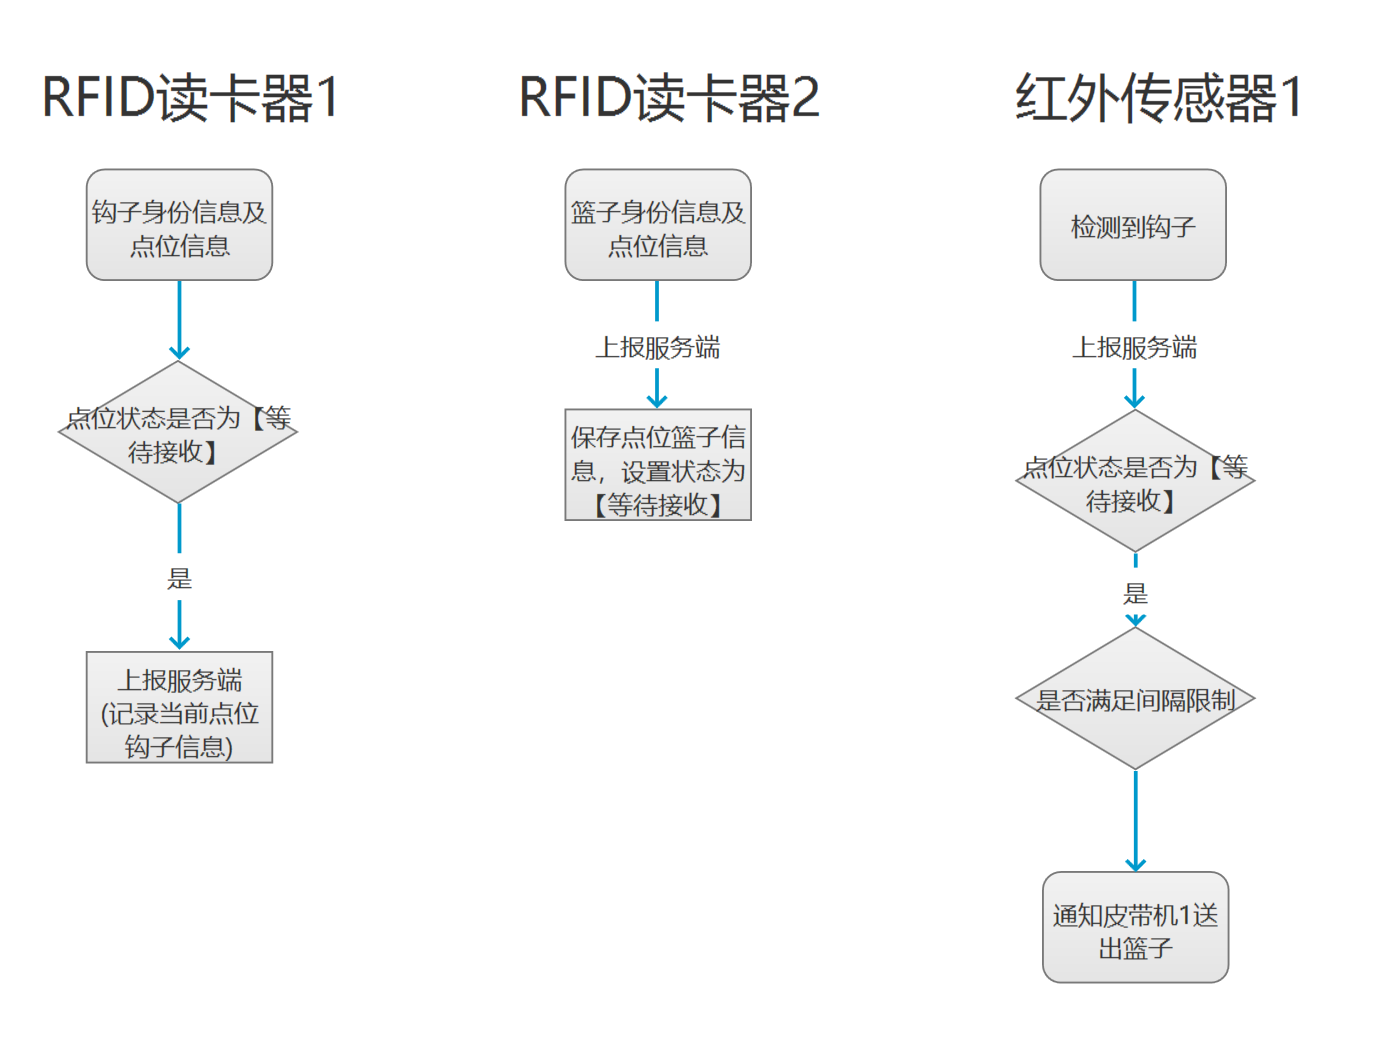 RFID读卡器1
钩子身份信息及
点位信息
点位状态是否为【等
待接收】
是
上报服务端
(记录当前点位
钩子信息)
RFID读卡器2
篮子身份信息及
点位信息
上报服务端
保存点位篮子信
息，设置状态为
【等待接收】
红外传感器1
检测到钩子
上报服务端
点位状态是否为【等
待接收】
是
是否满足间隔限制
通知皮带机1送
出篮子